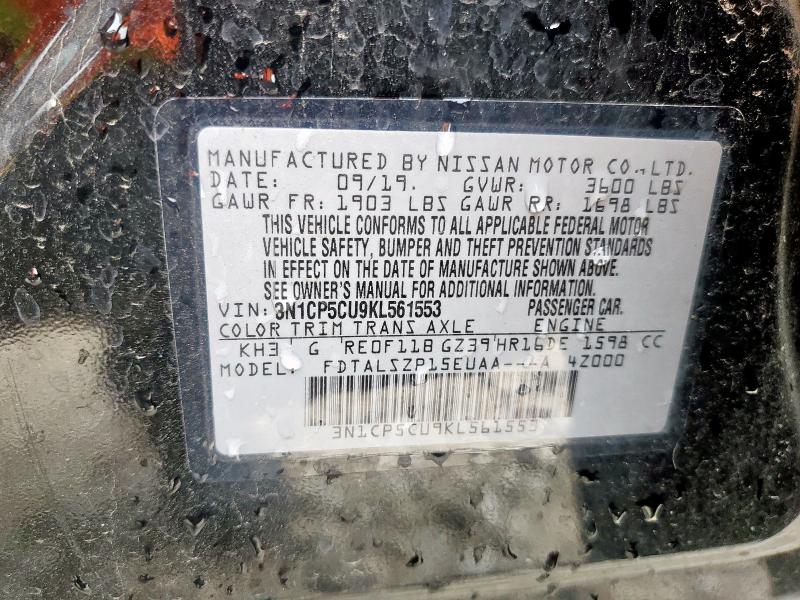 MANUFACTURED BY NISSAN MOTOR CO., LTD.
DATE: 09/19. GVWR: 3600 LBS
GAWR FR: 1903 LBS GAWR RR: 1698 LBS
THIS VEHICLE CONFORMS TO ALL APPLICABLE FEDERAL MOTOR
VEHICLE SAFETY, BUMPER AND THEFT PREVENTION STANDARDS
IN EFFECT ON THE DATE OF MANUFACTURE SHOWN ABOVE.
SEE OWNER'S MANUAL FOR ADDITIONAL INFORMATION.
VIN: 3N1CP5CU9KL561553 PASSENGER CAR.
COLOR TRIM TRANS AXLE ENGINE
KH3 G RE0F11B GZ39 HR16DE 1598 CC
MODEL: FDTALSZP15EUAA---A 4Z000
3N1CP5CU9KL561553